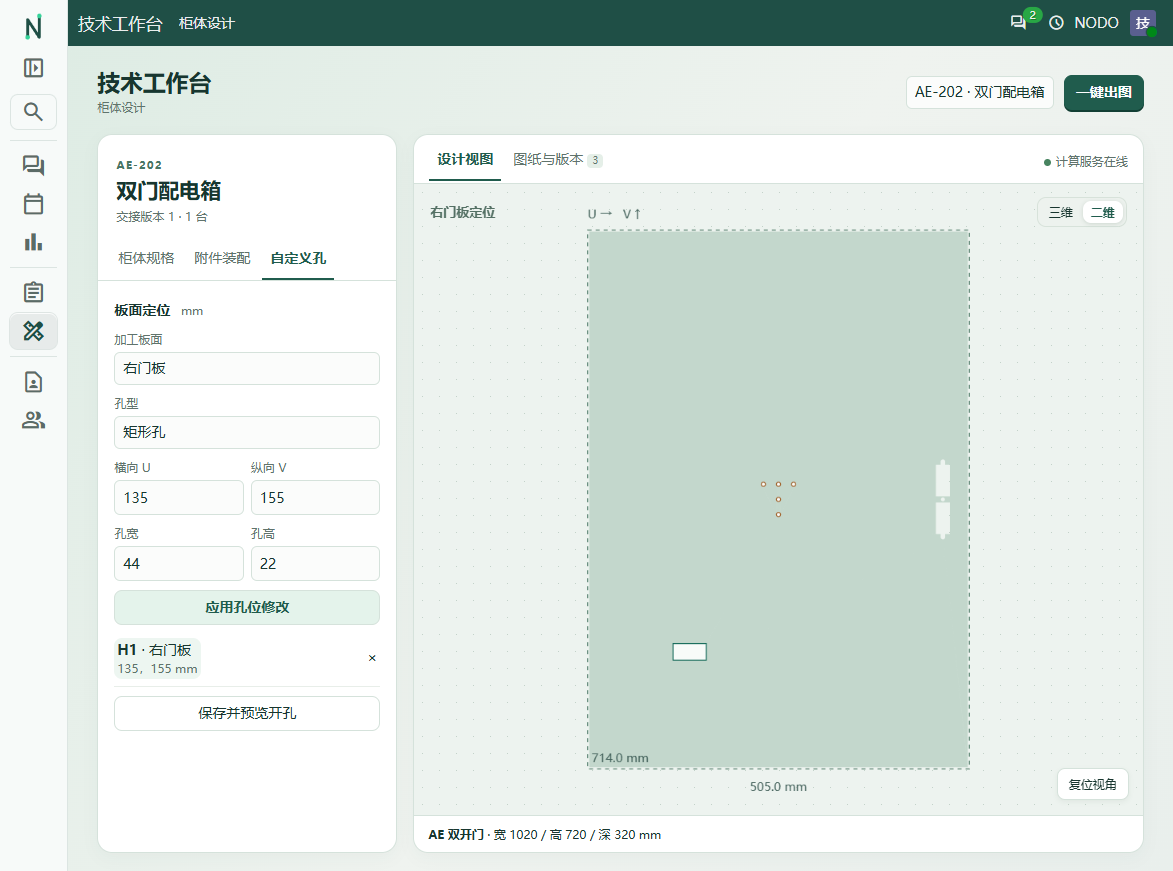 技术工作台 柜体设计 2 NODO 技
技术工作台
柜体设计
AE-202 · 双门配电箱
一键出图
AE-202
双门配电箱
交接版本 1 · 1 台
柜体规格 附件装配 自定义孔
板面定位 mm
加工板面
右门板
孔型
矩形孔
横向 U 纵向 V
135 155
孔宽 孔高
44 22
应用孔位修改
H1 · 右门板
135, 155 mm
×
保存并预览开孔
设计视图 图纸与版本 3
计算服务在线
右门板定位
U→ V↑
三维 二维
714.0 mm
505.0 mm
复位视角
AE 双开门 · 宽 1020 / 高 720 / 深 320 mm